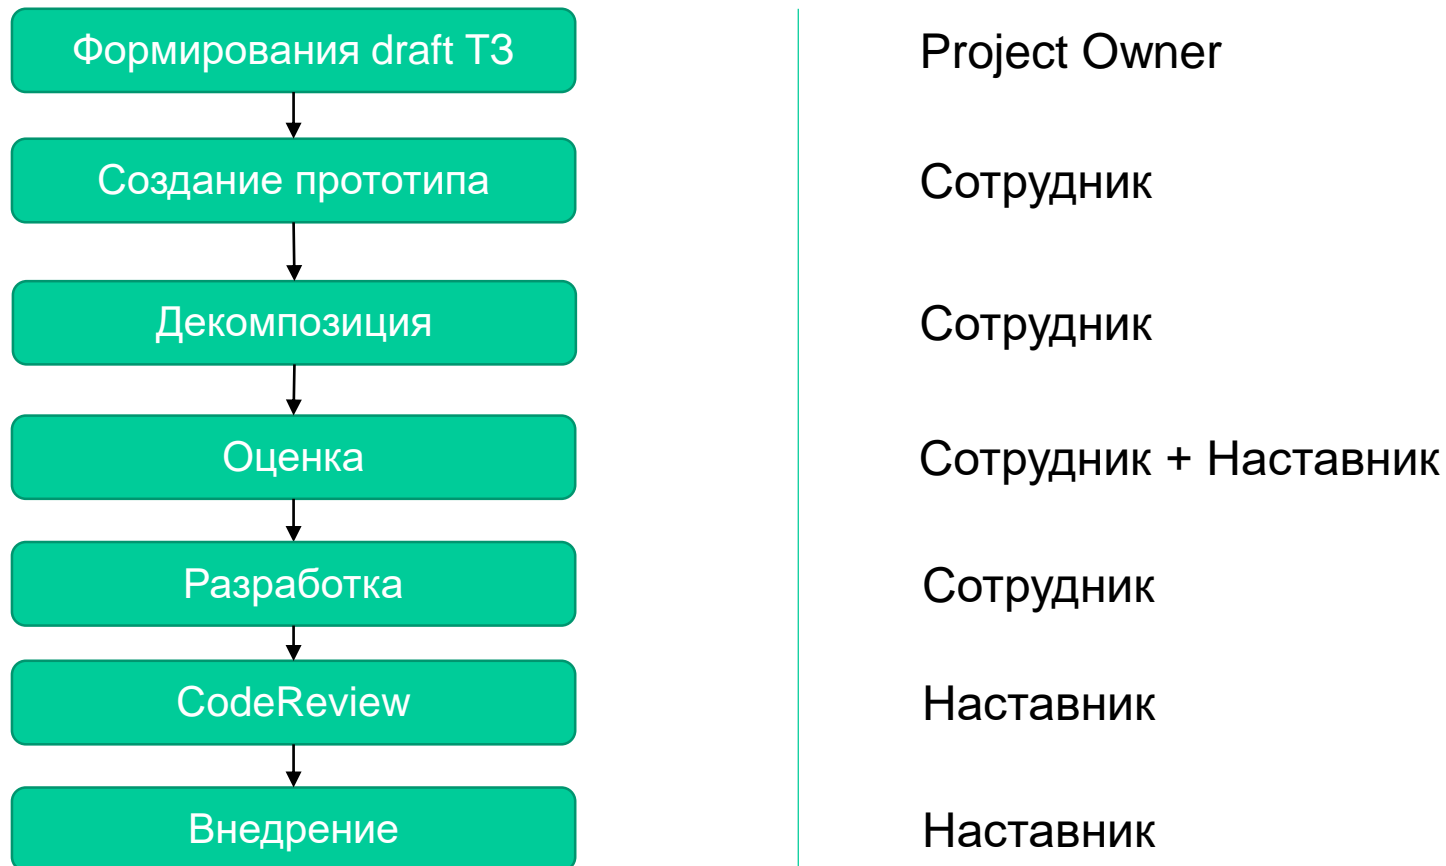 Формирования draft ТЗ
Project Owner
Создание прототипа
Сотрудник
Декомпозиция
Сотрудник
Оценка
Сотрудник + Наставник
Разработка
Сотрудник
CodeReview
Наставник
Внедрение
Наставник